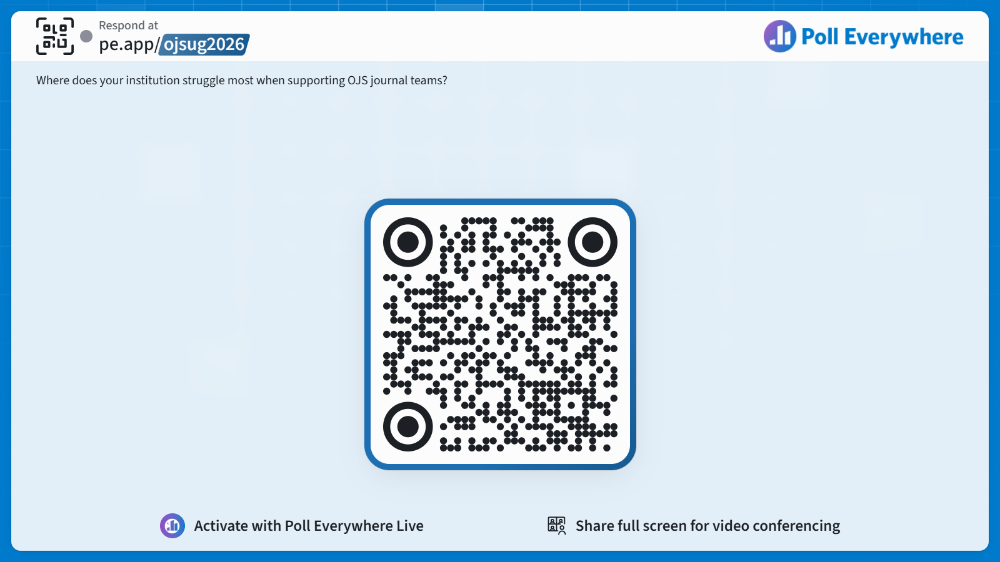 Respond at
pe.app/ojsug2026
Poll Everywhere
Where does your institution struggle most when supporting OJS journal teams?
Activate with Poll Everywhere Live
Share full screen for video conferencing